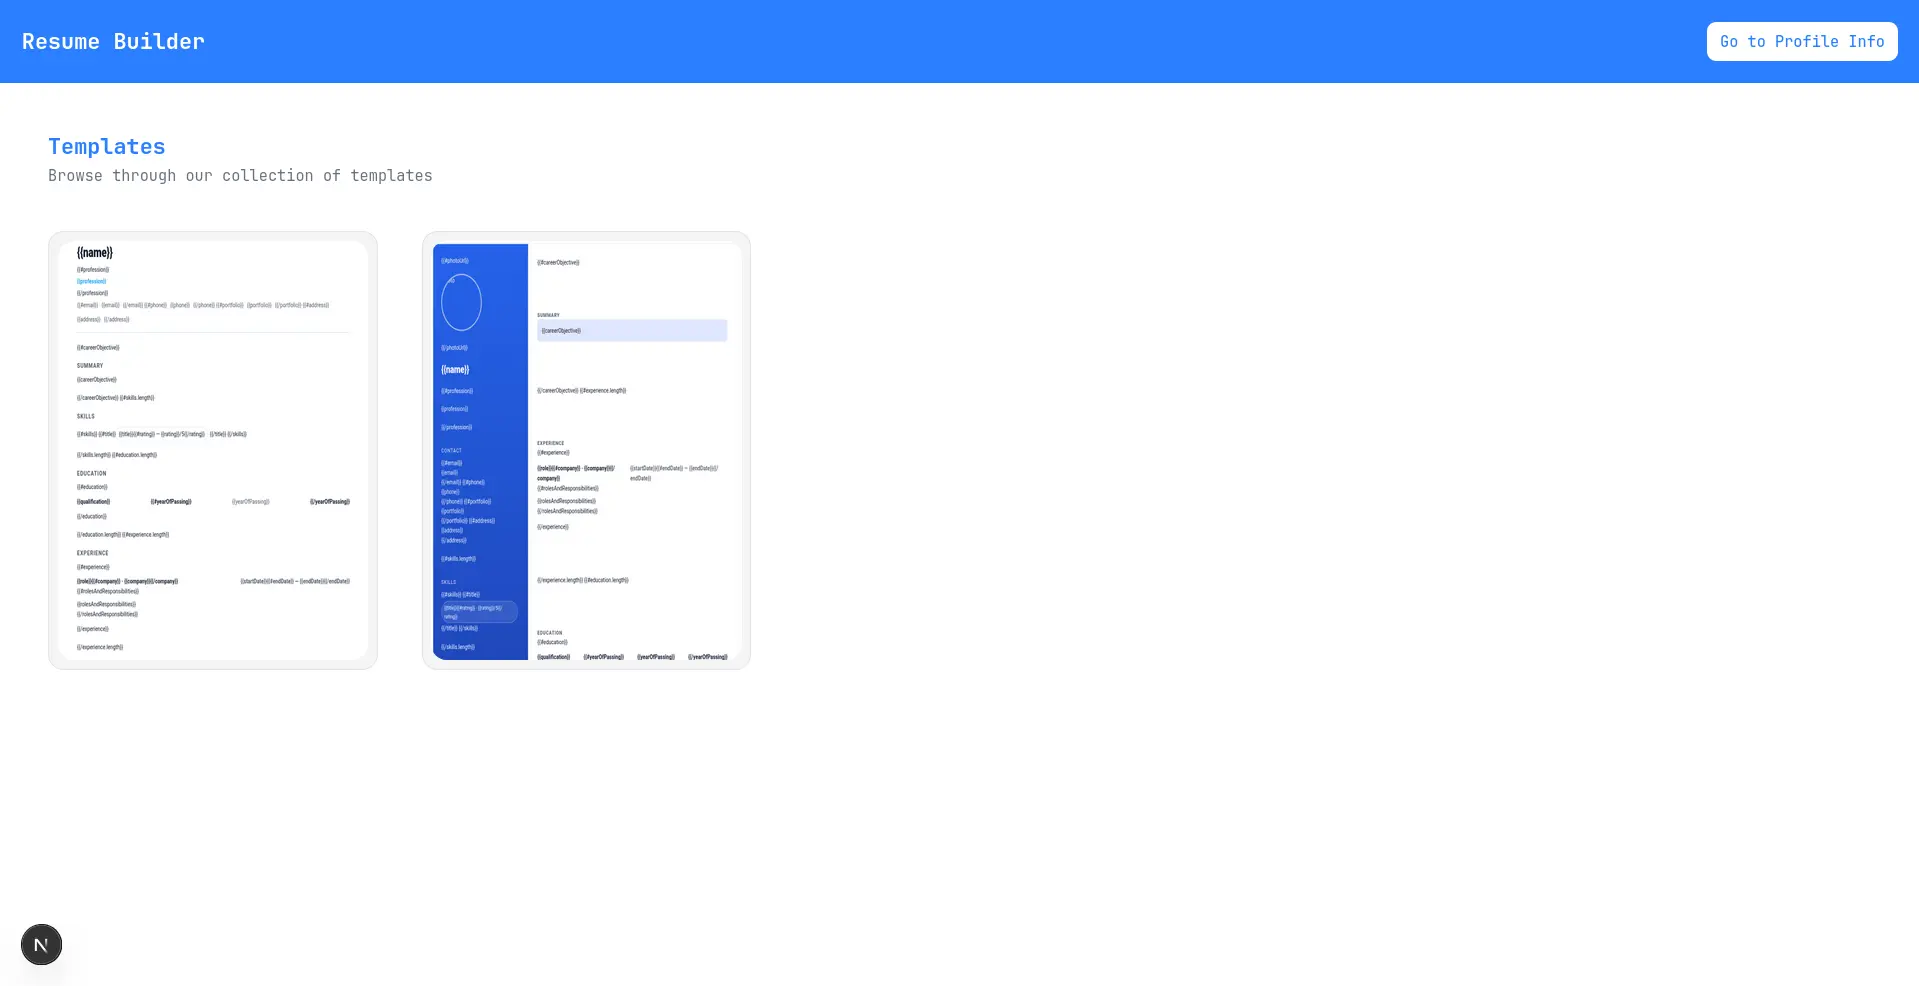 Resume Builder
Go to Profile Info
Templates
Browse through our collection of templates
{{name}}
{{#profession}}
{{profession}}
{{/profession}}
{{#email}} · {{email}} · {{/email}} {{#phone}} · {{phone}} · {{/phone}} {{#portfolio}} · {{portfolio}} · {{/portfolio}} {{#address}}
{{address}} · {{/address}}
{{#careerObjective}}
SUMMARY
{{careerObjective}}
{{/careerObjective}} {{#skills.length}}
SKILLS
{{#skills}} {{#title}} · {{title}}{{#rating}} — {{rating}}/5{{/rating}} · {{/title}} {{/skills}}
{{/skills.length}} {{#education.length}}
EDUCATION
{{#education}}
{{qualification}} {{#yearOfPassing}} {{yearOfPassing}} {{/yearOfPassing}}
{{/education}}
{{/education.length}} {{#experience.length}}
EXPERIENCE
{{#experience}}
{{role}}{{#company}} · {{company}}{{/company}} {{startDate}}{{#endDate}} — {{endDate}}{{/endDate}}
{{#rolesAndResponsibilities}}
{{rolesAndResponsibilities}}
{{/rolesAndResponsibilities}}
{{/experience}}
{{/experience.length}}
{{#photoUrl}}
{{/photoUrl}}
{{name}}
{{#profession}}
{{profession}}
{{/profession}}
CONTACT
{{#email}}
{{email}}
{{/email}} {{#phone}}
{{phone}}
{{/phone}} {{#portfolio}}
{{portfolio}}
{{/portfolio}} {{#address}}
{{address}}
{{/address}}
{{#skills.length}}
SKILLS
{{#skills}} {{#title}}
{{title}}{{#rating}} · {{rating}}/5{{/
rating}}
{{/title}} {{/skills}}
{{/skills.length}}
{{#careerObjective}}
SUMMARY
{{careerObjective}}
{{/careerObjective}} {{#experience.length}}
EXPERIENCE
{{#experience}}
{{role}}{{#company}} · {{company}}{{/
company}}
{{startDate}}{{#endDate}} — {{endDate}}{{/
endDate}}
{{#rolesAndResponsibilities}}
{{rolesAndResponsibilities}}
{{/rolesAndResponsibilities}}
{{/experience}}
{{/experience.length}} {{#education.length}}
EDUCATION
{{#education}}
{{qualification}} {{#yearOfPassing}} {{yearOfPassing}} {{/yearOfPassing}}
N